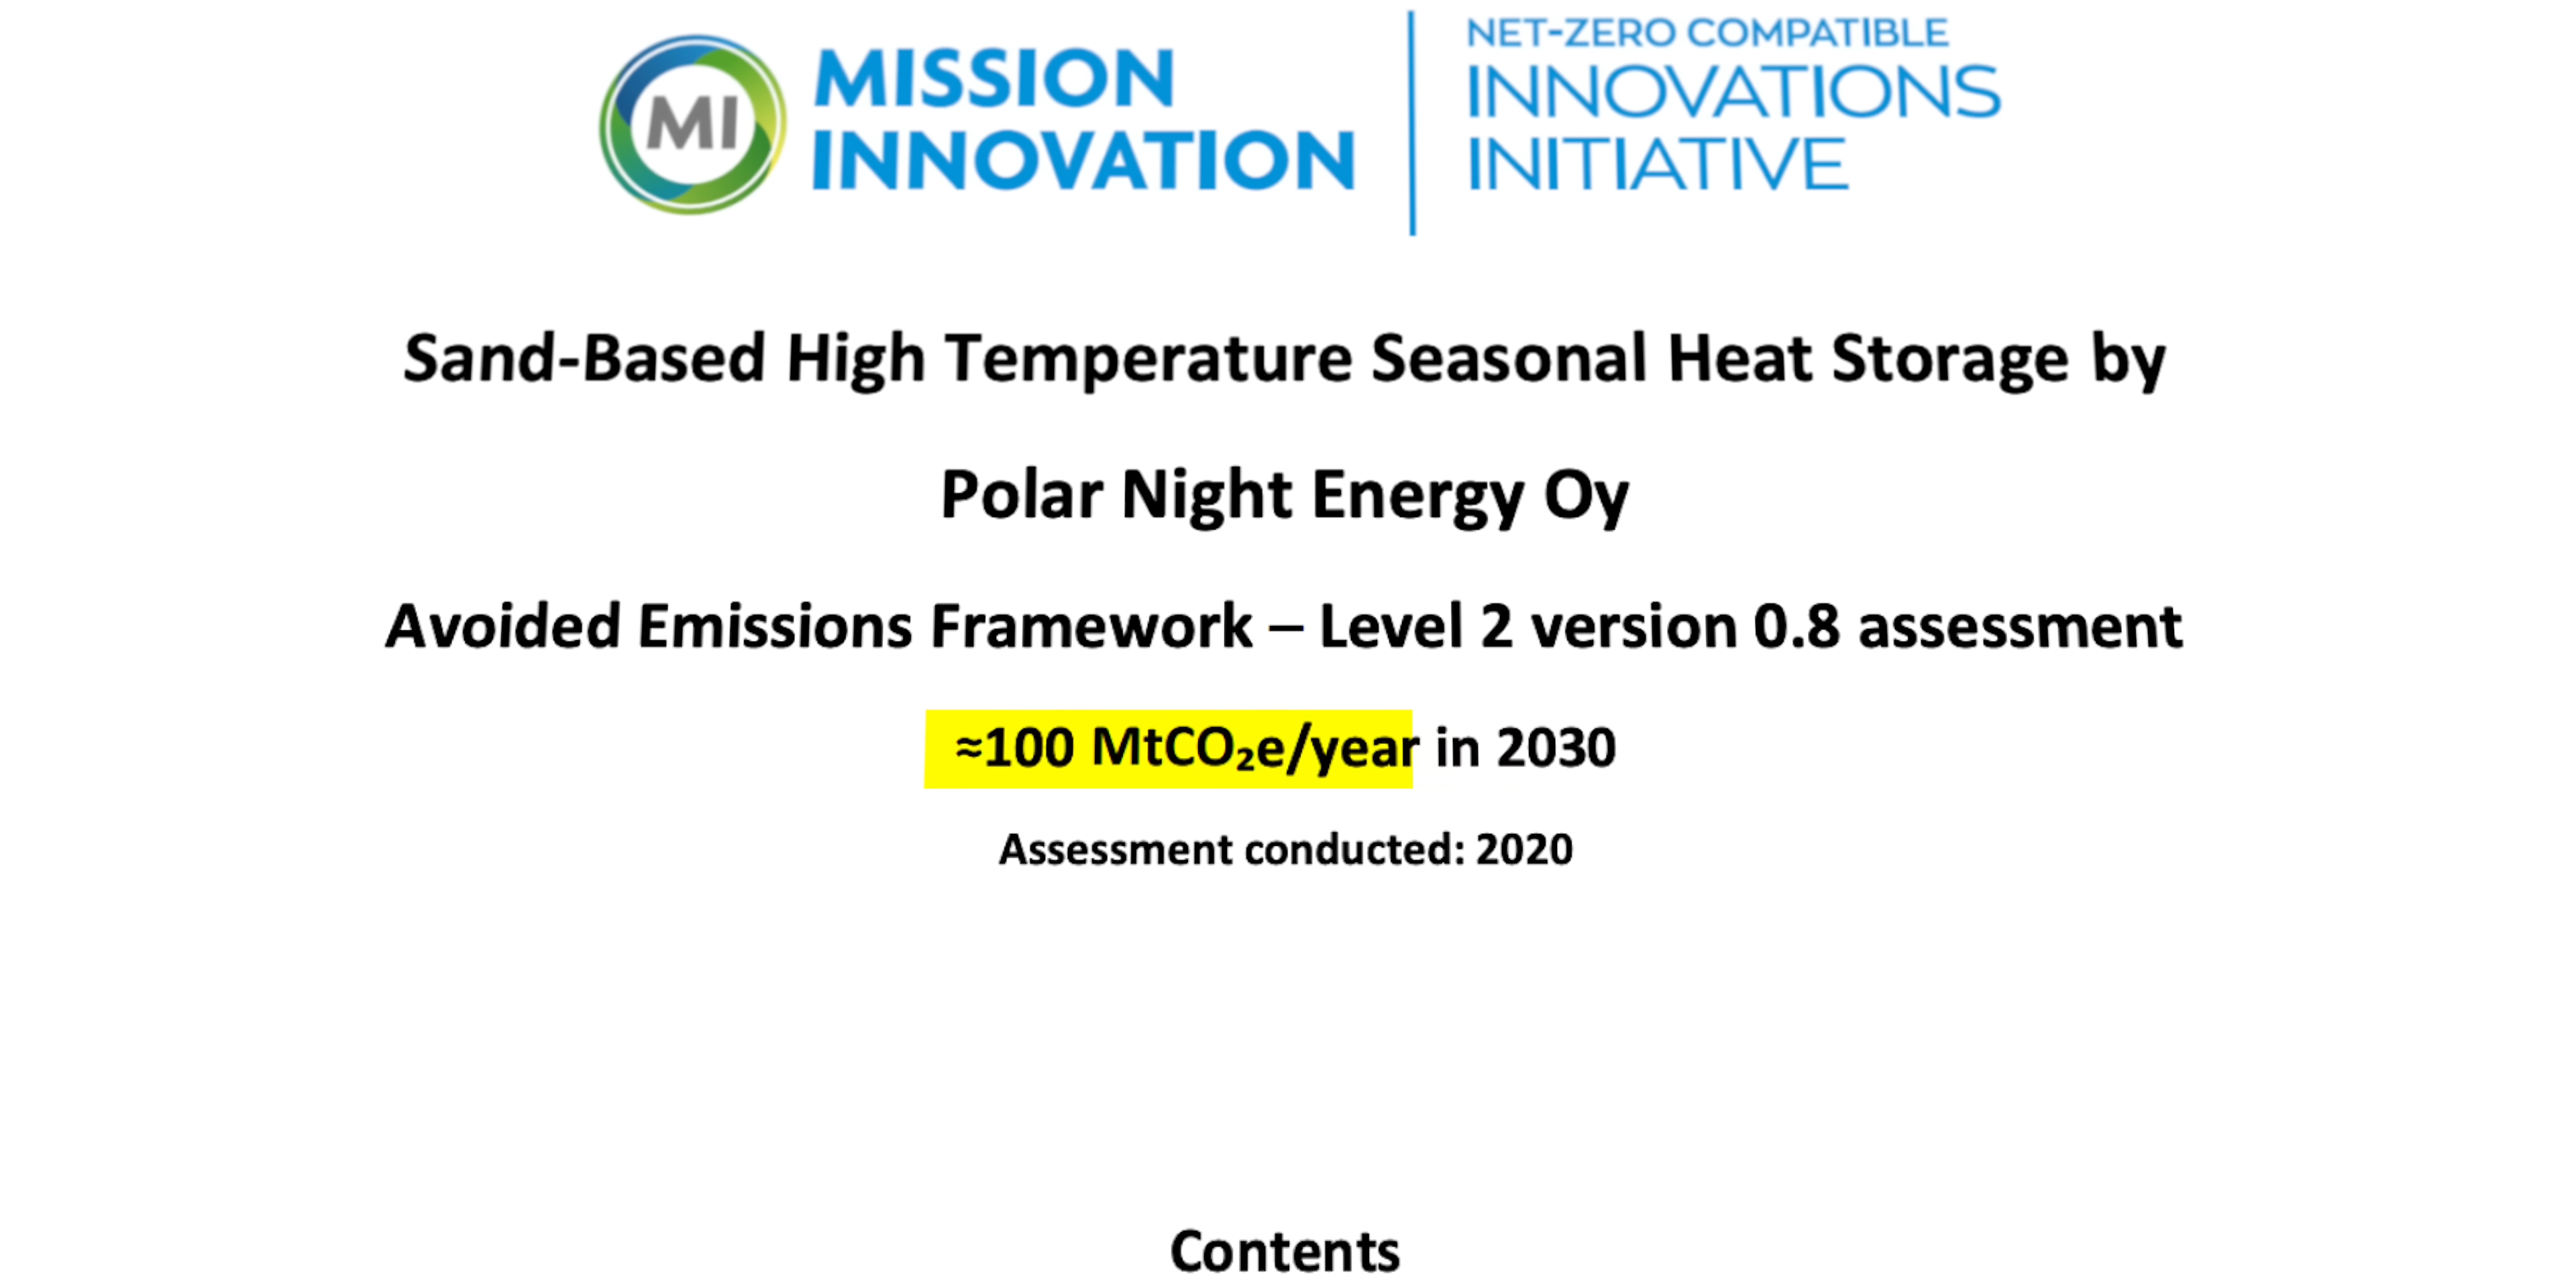 MI
MISSION
INNOVATION
NET-ZERO COMPATIBLE
INNOVATIONS
INITIATIVE
Sand-Based High Temperature Seasonal Heat Storage by
Polar Night Energy Oy
Avoided Emissions Framework – Level 2 version 0.8 assessment
≈100 MtCO₂e/year in 2030
Assessment conducted: 2020
Contents